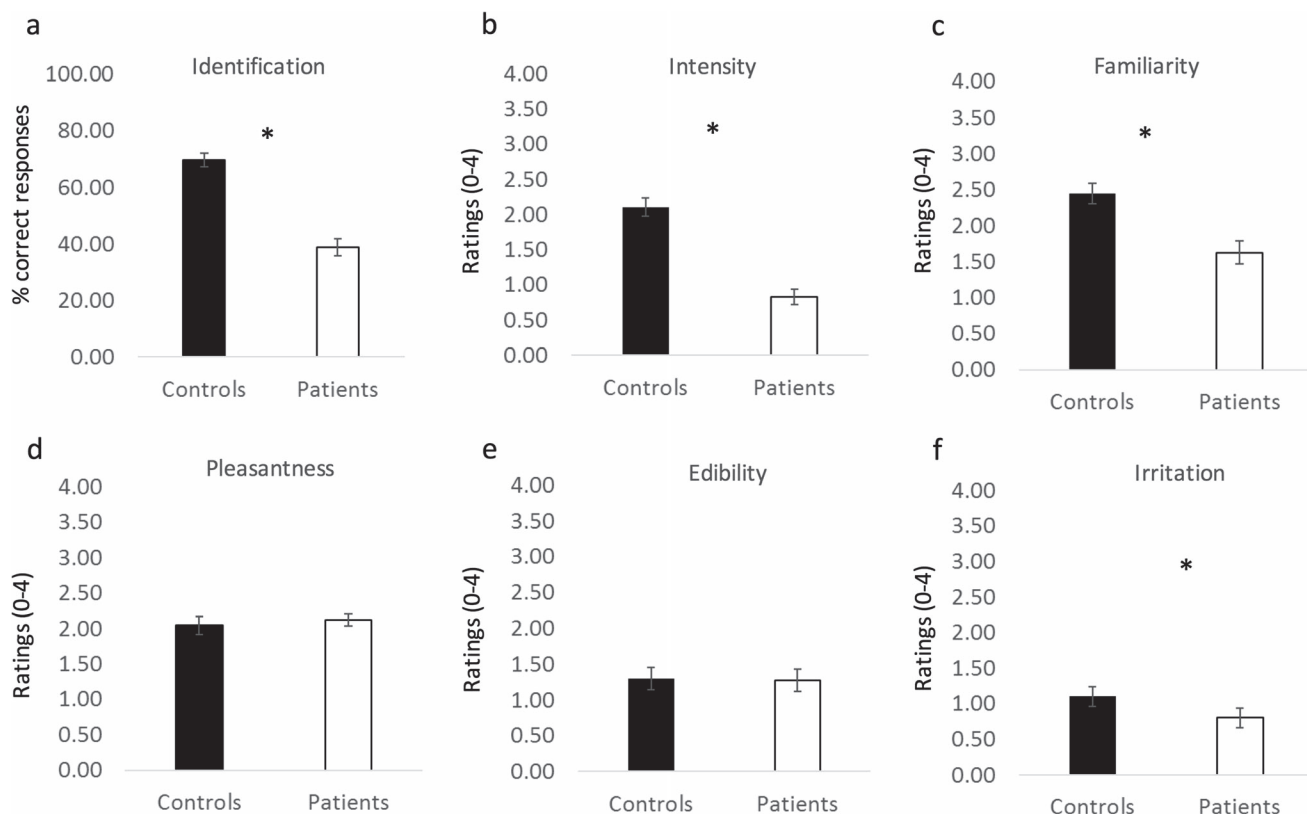 a
Identification
% correct responses
100.00
80.00
60.00
40.00
20.00
0.00
*
Controls Patients
b
Intensity
Ratings (0-4)
4.00
3.50
3.00
2.50
2.00
1.50
1.00
0.50
0.00
*
Controls Patients
c
Familiarity
Ratings (0-4)
4.00
3.50
3.00
2.50
2.00
1.50
1.00
0.50
0.00
*
Controls Patients
d
Pleasantness
Ratings (0-4)
4.00
3.50
3.00
2.50
2.00
1.50
1.00
0.50
0.00
Controls Patients
e
Edibility
Ratings (0-4)
4.00
3.50
3.00
2.50
2.00
1.50
1.00
0.50
0.00
Controls Patients
f
Irritation
Ratings (0-4)
4.00
3.50
3.00
2.50
2.00
1.50
1.00
0.50
0.00
*
Controls Patients